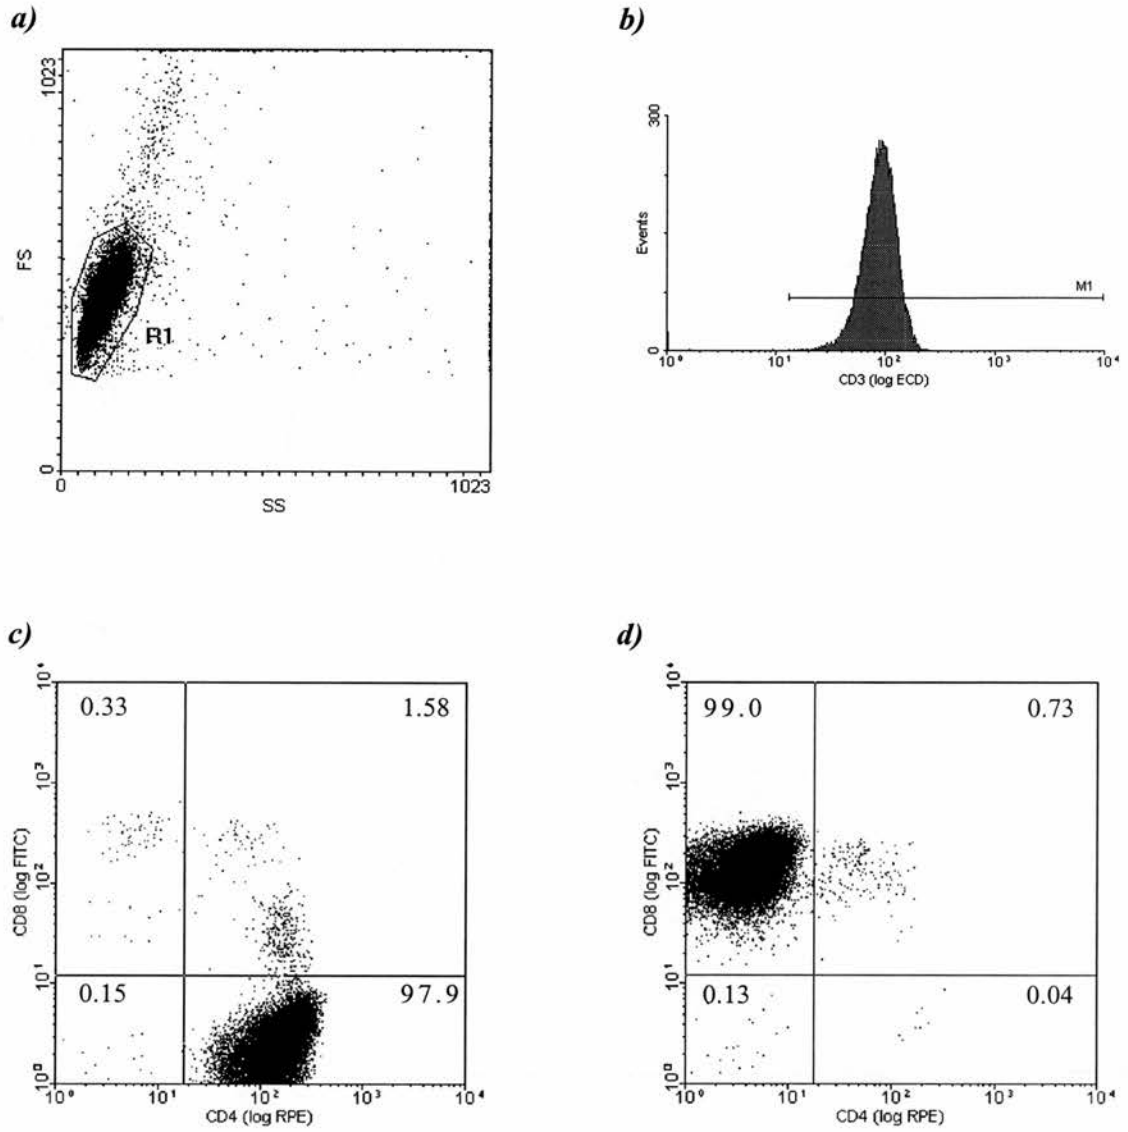 a)
1023
FS
R1
0
0
1023
SS
b)
300
Events
M1
0
10⁰
10¹
10²
10³
10⁴
CD3 (log ECD)
c)
10⁴
0.33
1.58
10³
CD8 (log FITC)
10²
10¹
0.15
97.9
10⁰
10⁰
10¹
10²
10³
10⁴
CD4 (log RPE)
d)
10⁴
99.0
0.73
10³
CD8 (log FITC)
10²
10¹
0.13
0.04
10⁰
10⁰
10¹
10²
10³
10⁴
CD4 (log RPE)